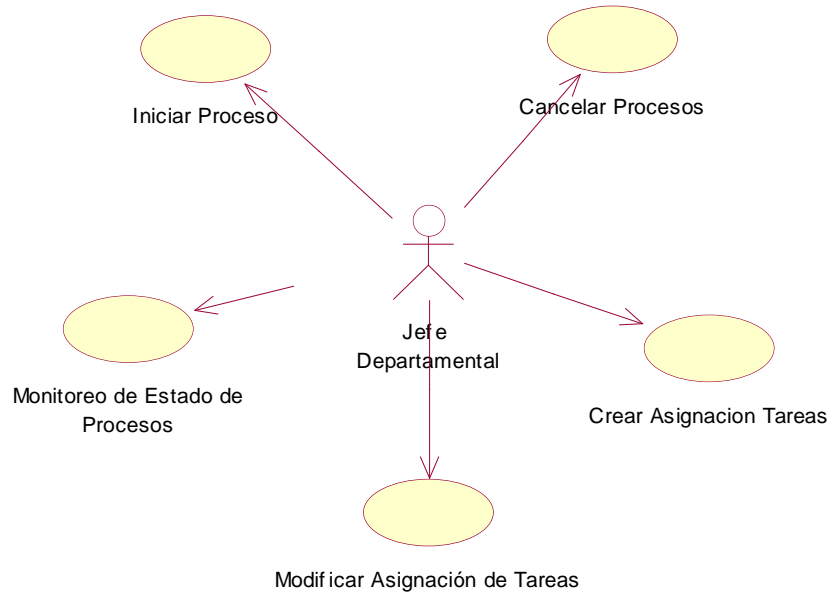 Iniciar Proceso
Cancelar Procesos
Jefe
Departamental
Monitoreo de Estado de
Procesos
Crear Asignacion Tareas
Modificar Asignación de Tareas